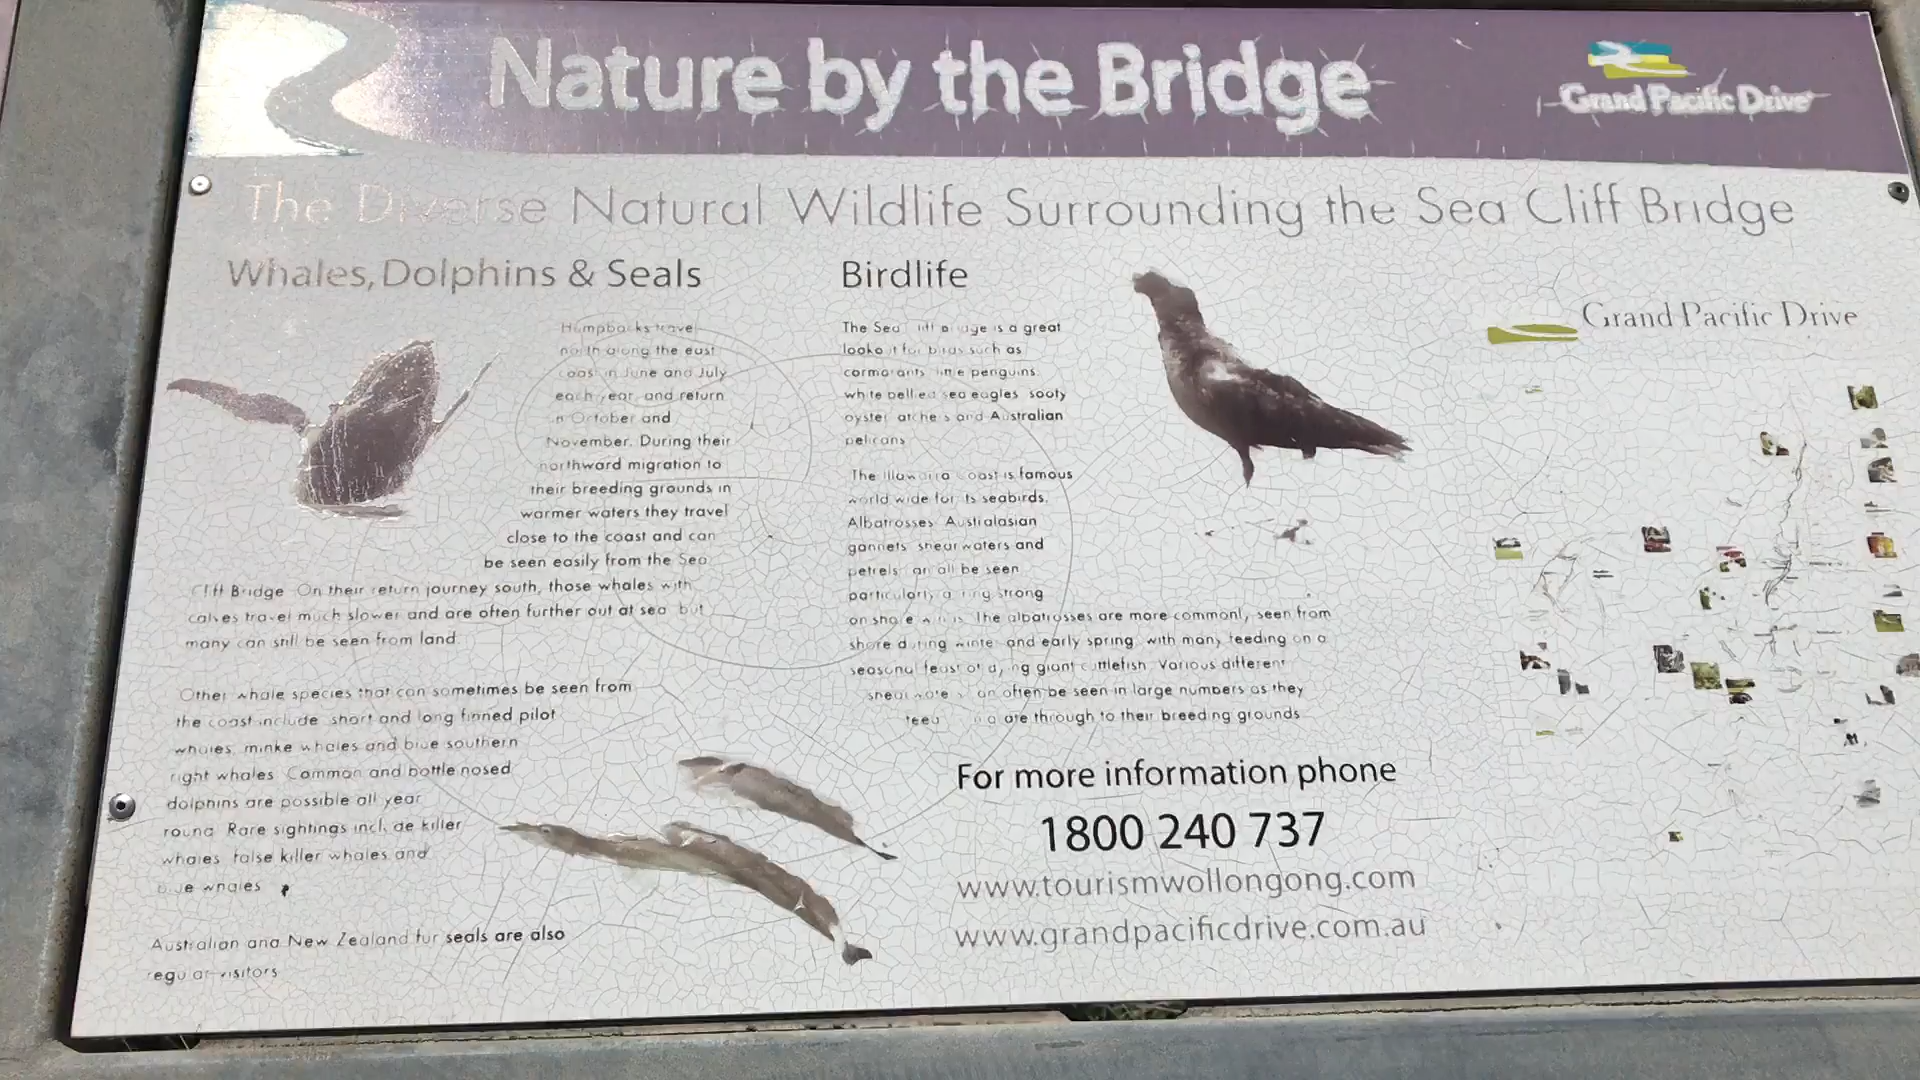 Nature by the Bridge
Grand Pacific Drive
The Diverse Natural Wildlife Surrounding the Sea Cliff Bridge
Whales, Dolphins & Seals
Humpbacks travel
north along the east
coast in June and July
each year and return
in October and
November. During their
northward migration to
their breeding grounds in
warmer waters they travel
close to the coast and can
be seen easily from the Sea
Cliff Bridge On their return journey south, those whales with
calves travel much slower and are often further out at sea but
many can still be seen from land
Other whale species that can sometimes be seen from
the coast include short and long finned pilot
whales, minke whales and blue southern
right whales Common and bottle nosed
dolphins are possible all year
round Rare sightings include killer
whales false killer whales and
blue whales
Australian and New Zealand fur seals are also
regular visitors
Birdlife
The Sea Cliff Bridge is a great
lookout for birds such as
cormorants little penguins
white bellied sea eagles sooty
oyster catchers and Australian
pelicans
The Illawarra coast is famous
world wide for its seabirds.
Albatrosses Australasian
gannets shearwaters and
petrels can all be seen
particularly during strong
on shore winds. The albatrosses are more commonly seen from
shore during winter and early spring with many feeding on a
seasonal feast of dying giant cuttlefish Various different
shearwaters can often be seen in large numbers as they
feed through to their breeding grounds
For more information phone
1800 240 737
www.tourismwollongong.com
www.grandpacificdrive.com.au
Grand Pacific Drive